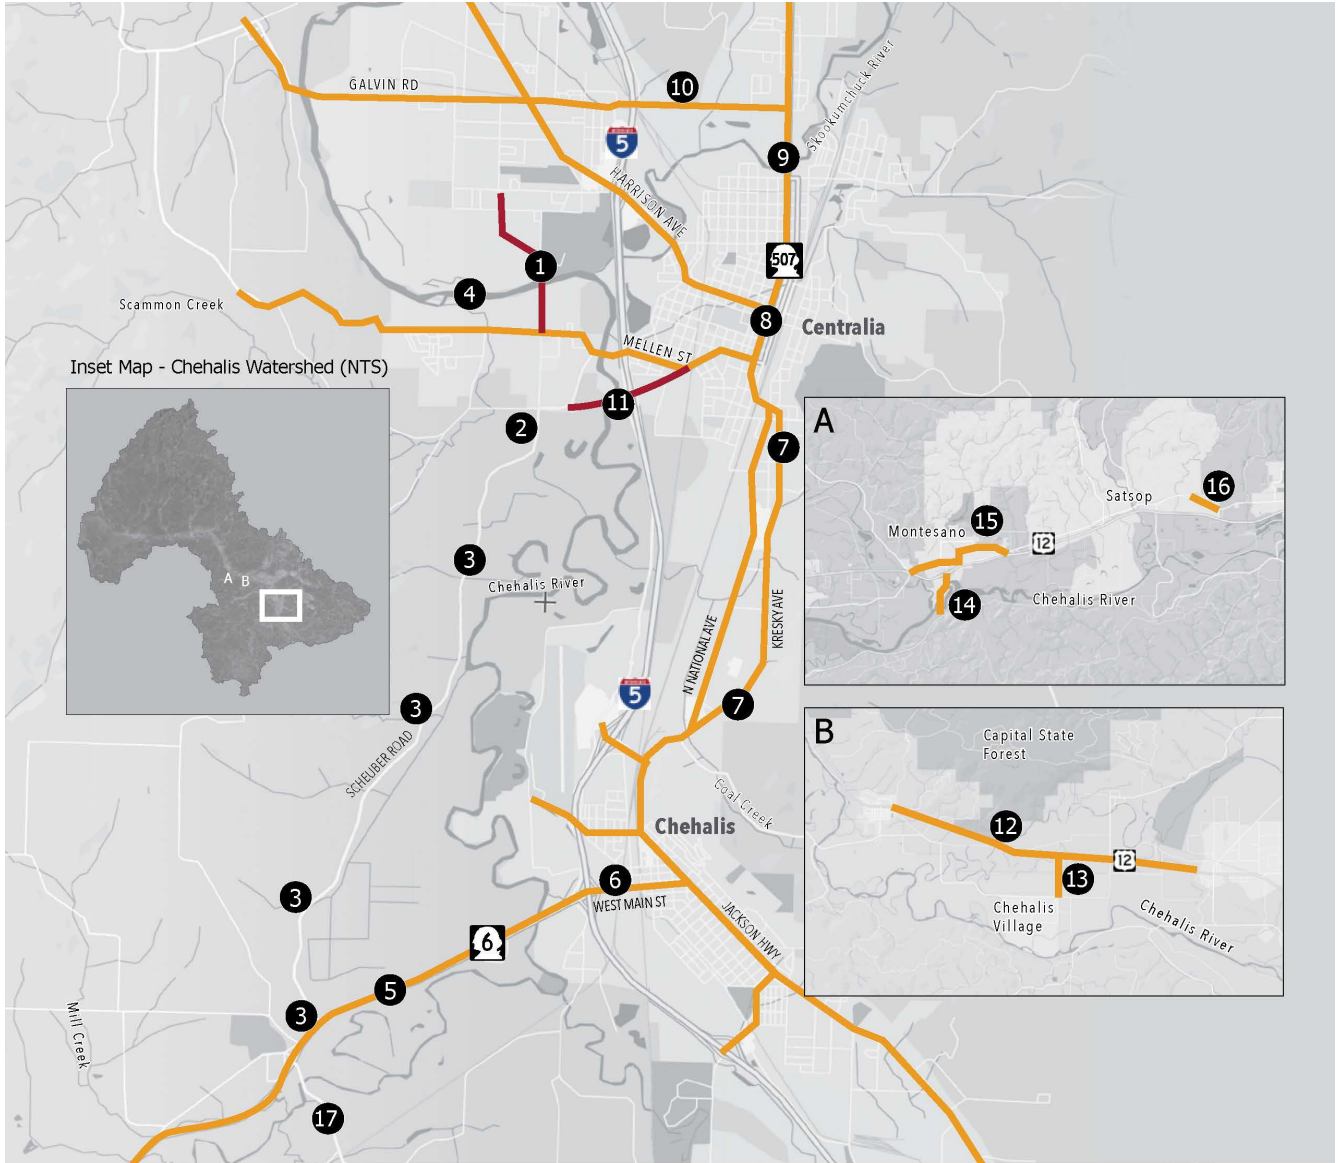 GALVIN RD
10
Skookumchuck River
5
9
HARRISON AVE
507
1
4
Scammon Creek
8
Centralia
MELLEN ST
Inset Map - Chehalis Watershed (NTS)
11
2
7
A
16
Satsop
15
Montesano
12
14
Chehalis River
A B
3
Chehalis River
KRESKY AVE
N NATIONAL AVE
5
7
3
SCHEUBER ROAD
B
Capital State
Forest
12
12
13
Chehalis
Village
Chehalis River
Coal Creek
Chehalis
6
WEST MAIN ST
3
JACKSON HWY
6
5
3
Mill Creek
17